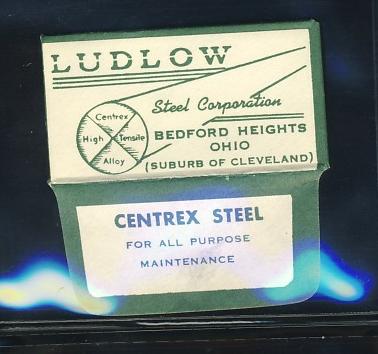 LUDLOW
Steel Corporation
Centrex
High Tensile
Alloy
BEDFORD HEIGHTS
OHIO
(SUBURB OF CLEVELAND)
CENTREX STEEL
FOR ALL PURPOSE
MAINTENANCE